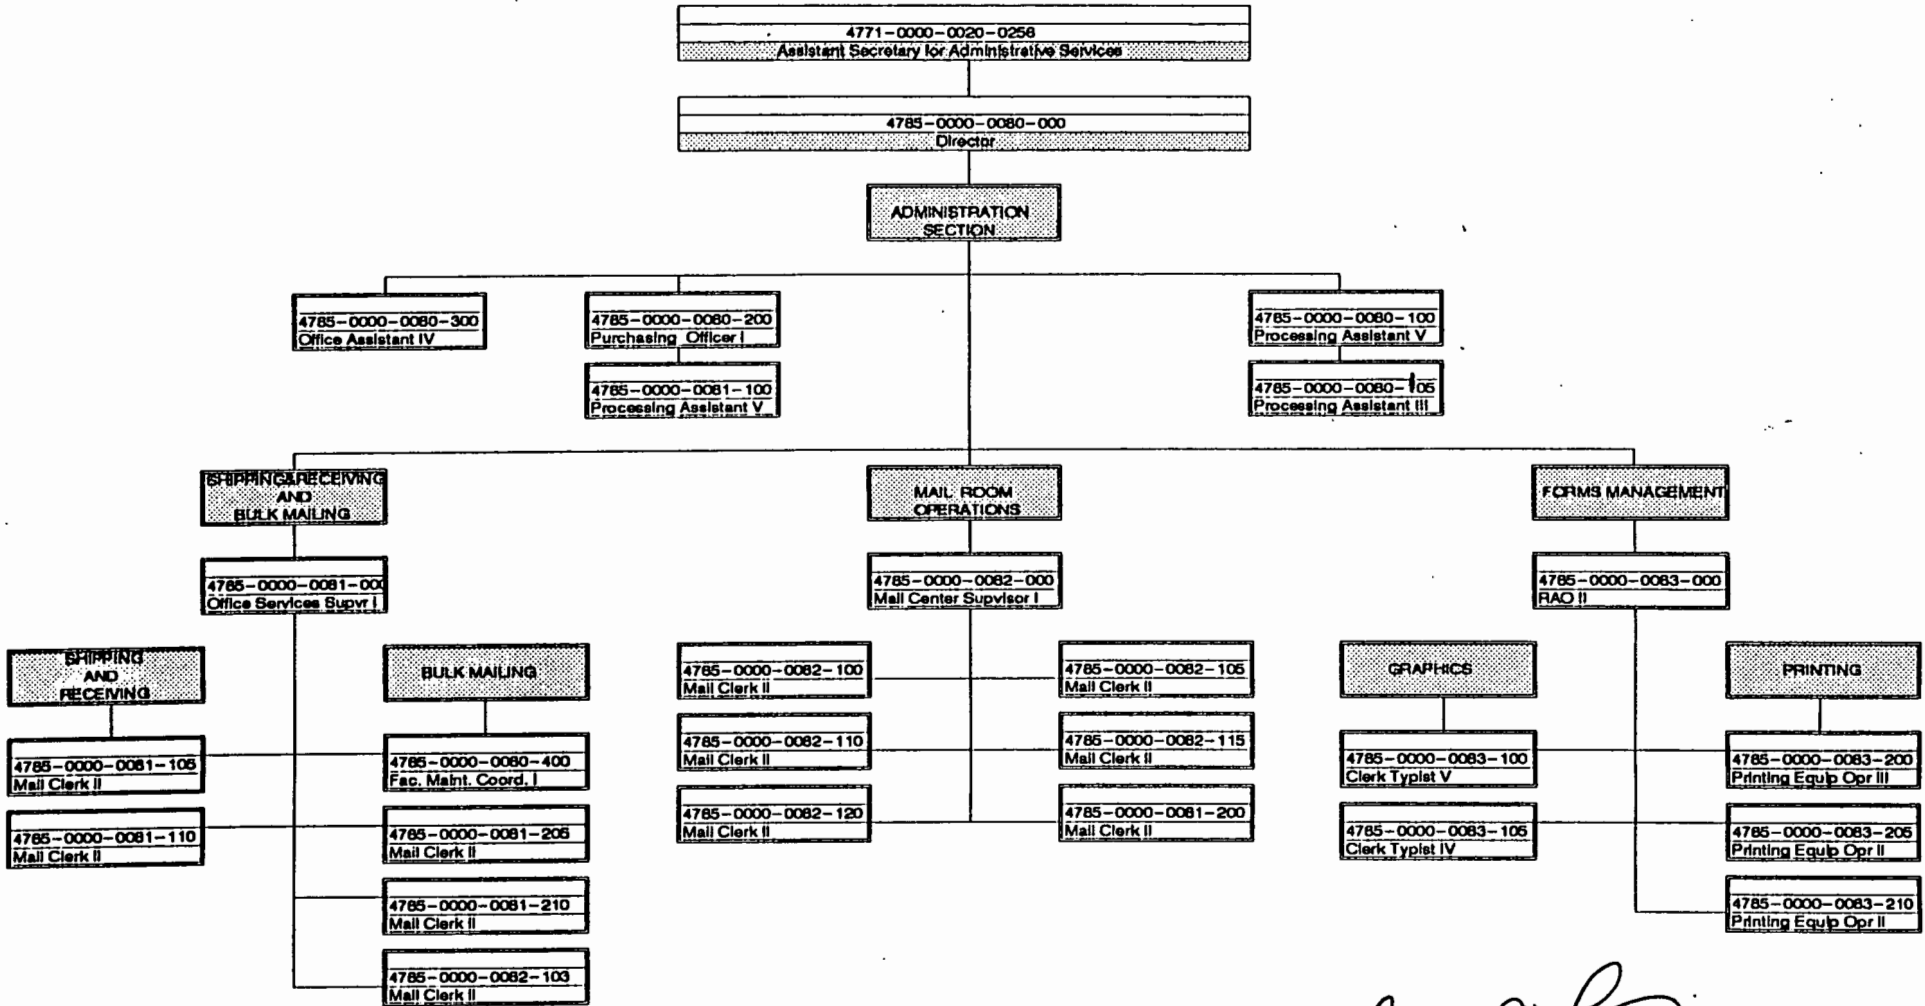 4771-0000-0020-0256
Assistant Secretary for Administrative Services
4785-0000-0080-000
Director
ADMINISTRATION
SECTION
4785-0000-0080-300
Office Assistant IV
4785-0000-0080-200
Purchasing Officer I
4785-0000-0081-100
Processing Assistant V
4785-0000-0080-100
Processing Assistant V
4785-0000-0080-105
Processing Assistant III
SHIPPING&RECEIVING
AND
BULK MAILING
4785-0000-0081-000
Office Services Supvr I
MAIL ROOM
OPERATIONS
4785-0000-0082-000
Mail Center Supvisor I
FORMS MANAGEMENT
4785-0000-0083-000
RAO II
SHIPPING
AND
RECEIVING
4785-0000-0081-105
Mail Clerk II
4785-0000-0081-110
Mail Clerk II
BULK MAILING
4785-0000-0080-400
Fac. Maint. Coord. I
4785-0000-0081-205
Mail Clerk II
4785-0000-0081-210
Mail Clerk II
4785-0000-0082-103
Mail Clerk II
4785-0000-0082-100
Mail Clerk II
4785-0000-0082-110
Mail Clerk II
4785-0000-0082-120
Mail Clerk II
4785-0000-0082-105
Mail Clerk II
4785-0000-0082-115
Mail Clerk II
4785-0000-0081-200
Mail Clerk II
GRAPHICS
4785-0000-0083-100
Clerk Typist V
4785-0000-0083-105
Clerk Typist IV
PRINTING
4785-0000-0083-200
Printing Equip Opr III
4785-0000-0083-205
Printing Equip Opr II
4785-0000-0083-210
Printing Equip Opr II